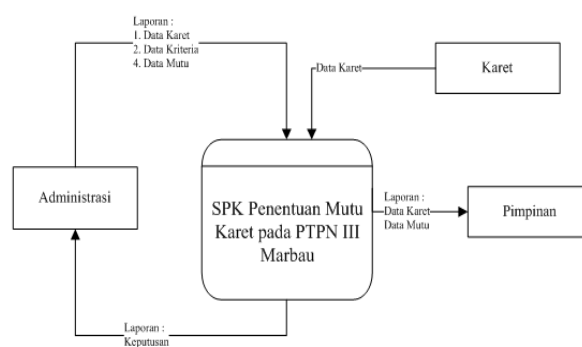 Laporan :
1. Data Karet
2. Data Kriteria
4. Data Mutu
Data Karet
Karet
Administrasi
SPK Penentuan Mutu
Karet pada PTPN III
Marbau
Laporan :
Data Karet
Data Mutu
Pimpinan
Laporan :
Keputusan